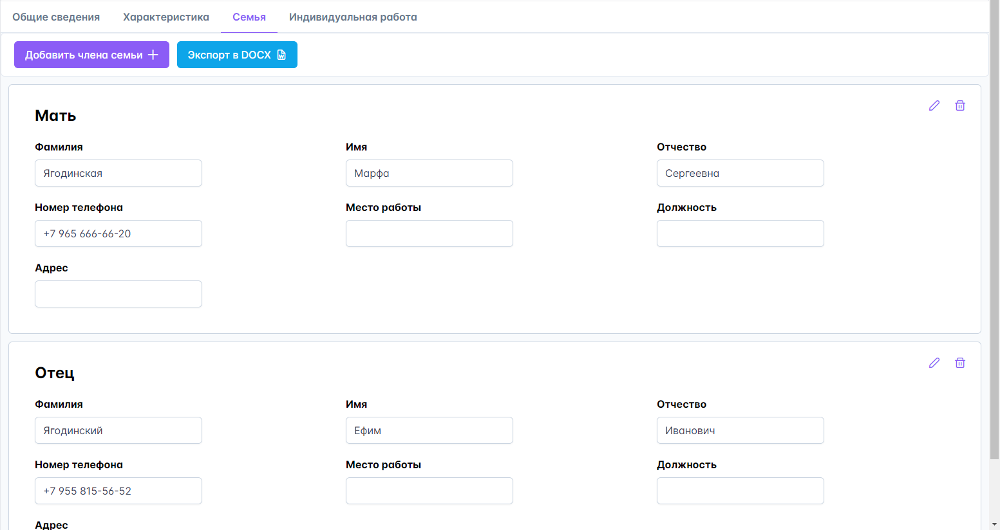 Общие сведения Характеристика Семья Индивидуальная работа
Добавить члена семьи Экспорт в DOCX
Мать
Фамилия Имя Отчество
Ягодинская Марфа Сергеевна
Номер телефона Место работы Должность
+7 965 666-66-20
Адрес
Отец
Фамилия Имя Отчество
Ягодинский Ефим Иванович
Номер телефона Место работы Должность
+7 955 815-56-52
Адрес